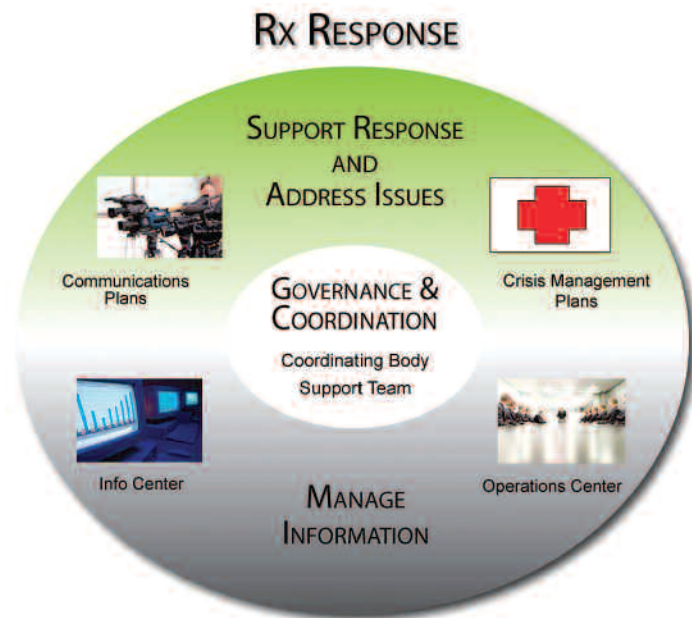 RX RESPONSE
SUPPORT RESPONSE
AND
ADDRESS ISSUES
Communications
Plans
Crisis Management
Plans
GOVERNANCE &
COORDINATION
Coordinating Body
Support Team
Info Center
Operations Center
MANAGE
INFORMATION